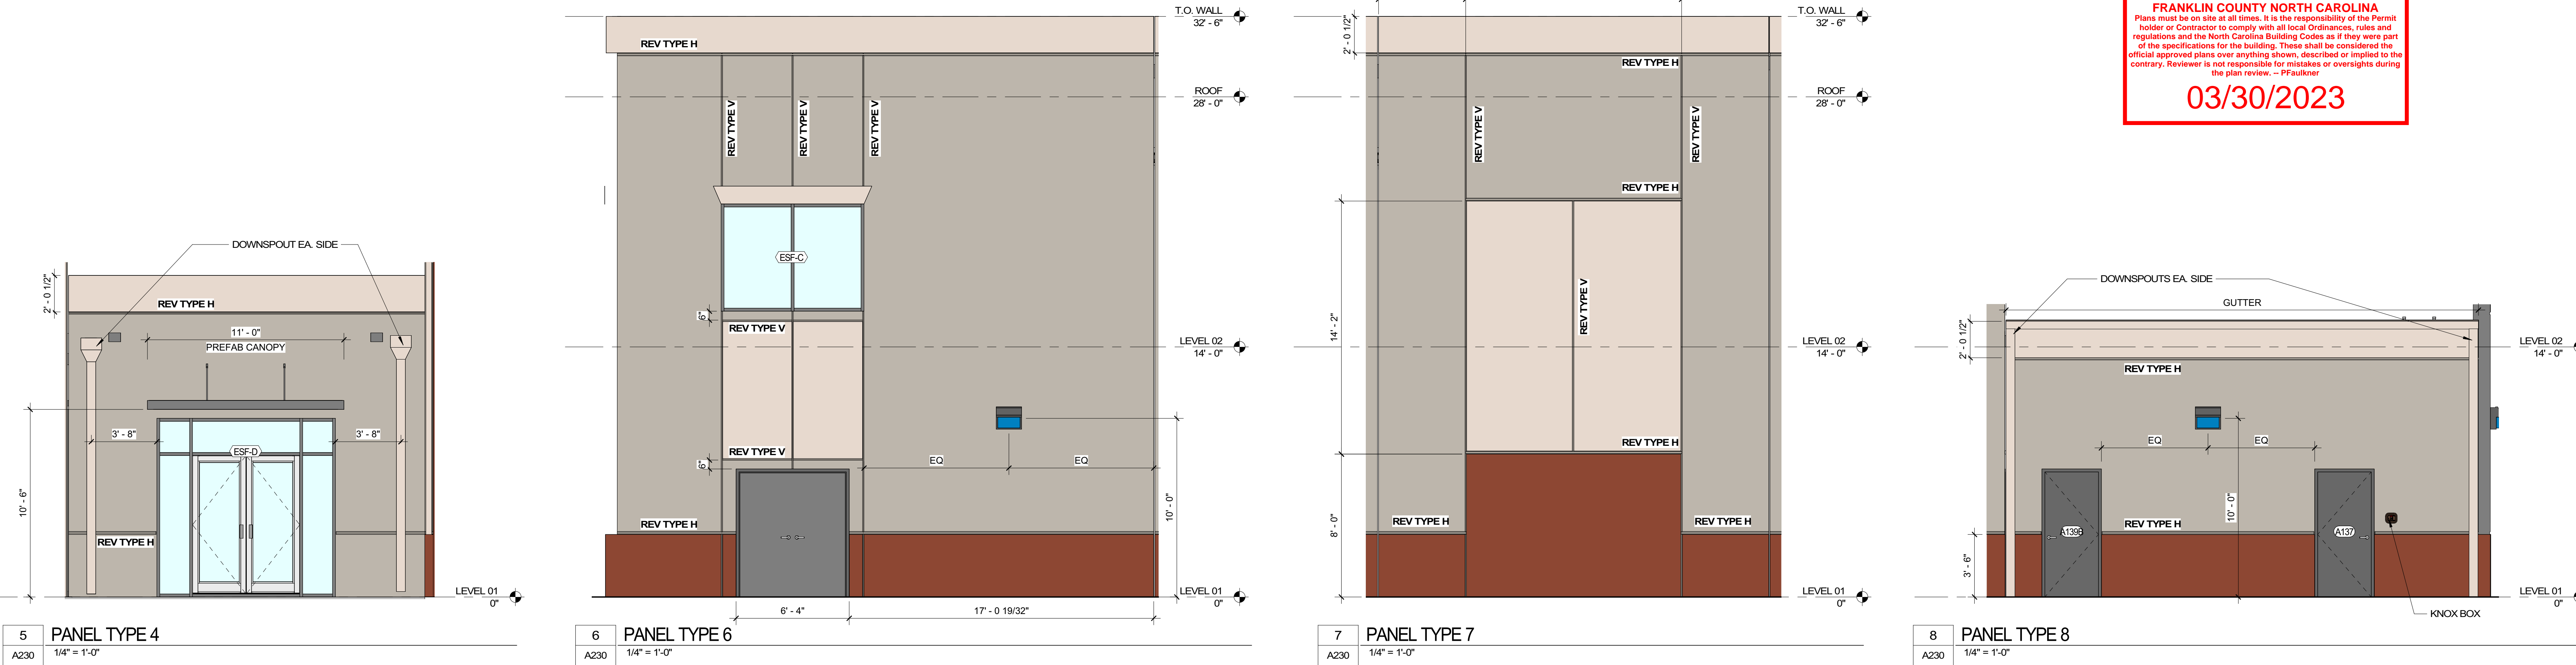 DOWNSPOUT EA. SIDE
2' - 0 1/2"
REV TYPE H
11' - 0"
PREFAB CANOPY
3' - 8"
3' - 8"
ESF-D
10' - 6"
REV TYPE H
LEVEL 01
0"
5
A230
PANEL TYPE 4
1/4" = 1'-0"
T.O. WALL
32' - 6"
REV TYPE H
ROOF
28' - 0"
REV TYPE V
REV TYPE V
REV TYPE V
ESF-C
6"
REV TYPE V
LEVEL 02
14' - 0"
REV TYPE V
6"
EQ
EQ
10' - 0"
REV TYPE H
LEVEL 01
0"
6' - 4"
17' - 0 19/32"
6
A230
PANEL TYPE 6
1/4" = 1'-0"
2' - 0 1/2"
T.O. WALL
32' - 6"
REV TYPE H
ROOF
28' - 0"
REV TYPE V
REV TYPE V
REV TYPE H
14' - 2"
REV TYPE V
LEVEL 02
14' - 0"
REV TYPE H
8' - 0"
REV TYPE H
REV TYPE H
LEVEL 01
0"
7
A230
PANEL TYPE 7
1/4" = 1'-0"
FRANKLIN COUNTY NORTH CAROLINA
Plans must be on site at all times. It is the responsibility of the Permit
holder or Contractor to comply with all local Ordinances, rules and
regulations and the North Carolina Building Codes as if they were part
of the specifications for the building. These shall be considered the
official approved plans over anything shown, described or implied to the
contrary. Reviewer is not responsible for mistakes or oversights during
the plan review. -- PFaulkner
03/30/2023
DOWNSPOUTS EA. SIDE
GUTTER
2' - 0 1/2"
LEVEL 02
14' - 0"
REV TYPE H
EQ
EQ
10' - 0"
REV TYPE H
A139B
A137
3' - 6"
LEVEL 01
0"
KNOX BOX
8
A230
PANEL TYPE 8
1/4" = 1'-0"